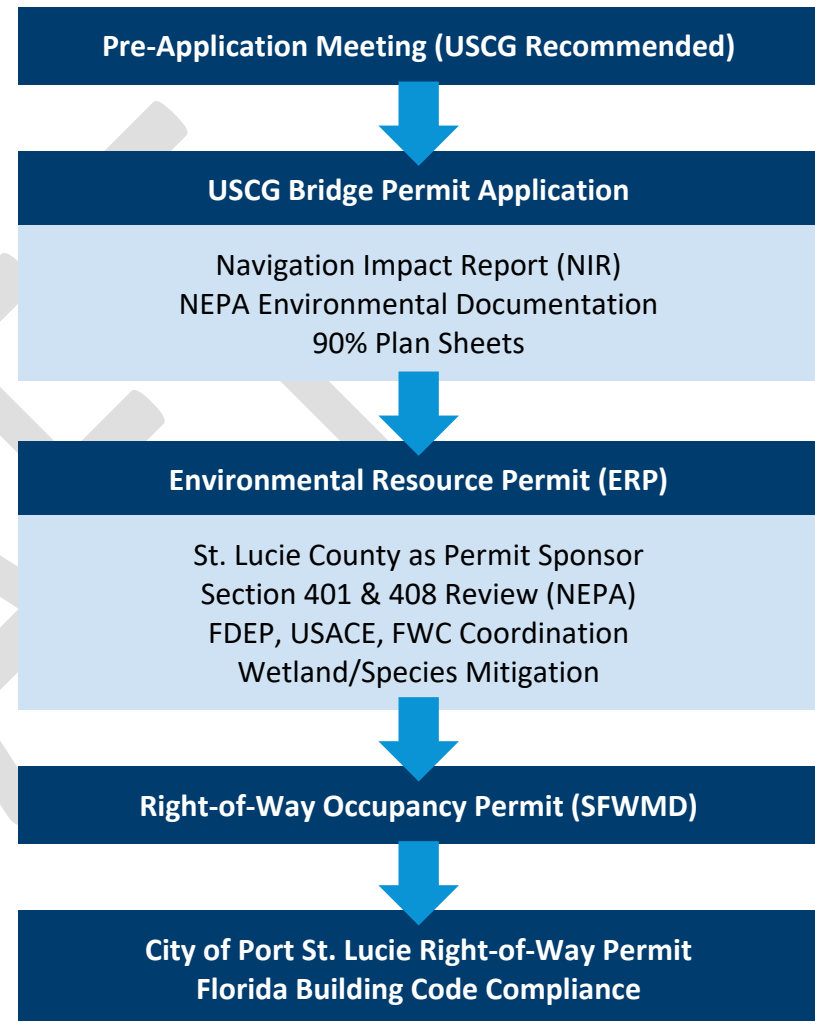 Pre-Application Meeting (USCG Recommended)
USCG Bridge Permit Application
Navigation Impact Report (NIR)
NEPA Environmental Documentation
90% Plan Sheets
Environmental Resource Permit (ERP)
St. Lucie County as Permit Sponsor
Section 401 & 408 Review (NEPA)
FDEP, USACE, FWC Coordination
Wetland/Species Mitigation
Right-of-Way Occupancy Permit (SFWMD)
City of Port St. Lucie Right-of-Way Permit
Florida Building Code Compliance